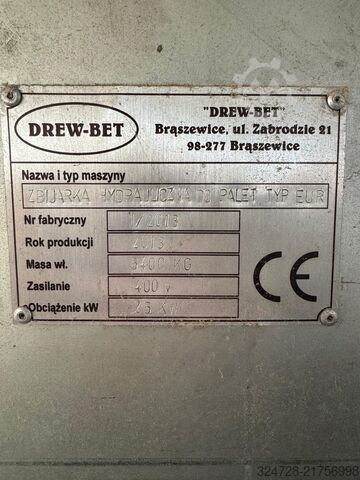 DREW-BET
"DREW-BET"
Brąszewice, ul. Zabrodzie 21
98-277 Brąszewice
Nazwa i typ maszyny
ZBIJARKA HYDRAULICZNA DO PALET TYP EUR
Nr fabryczny 1/2013
Rok produkcji 2013
Masa wł. 3400 KG
Zasilanie 400 V
Obciążenie kW KW
CE
324728-21756998